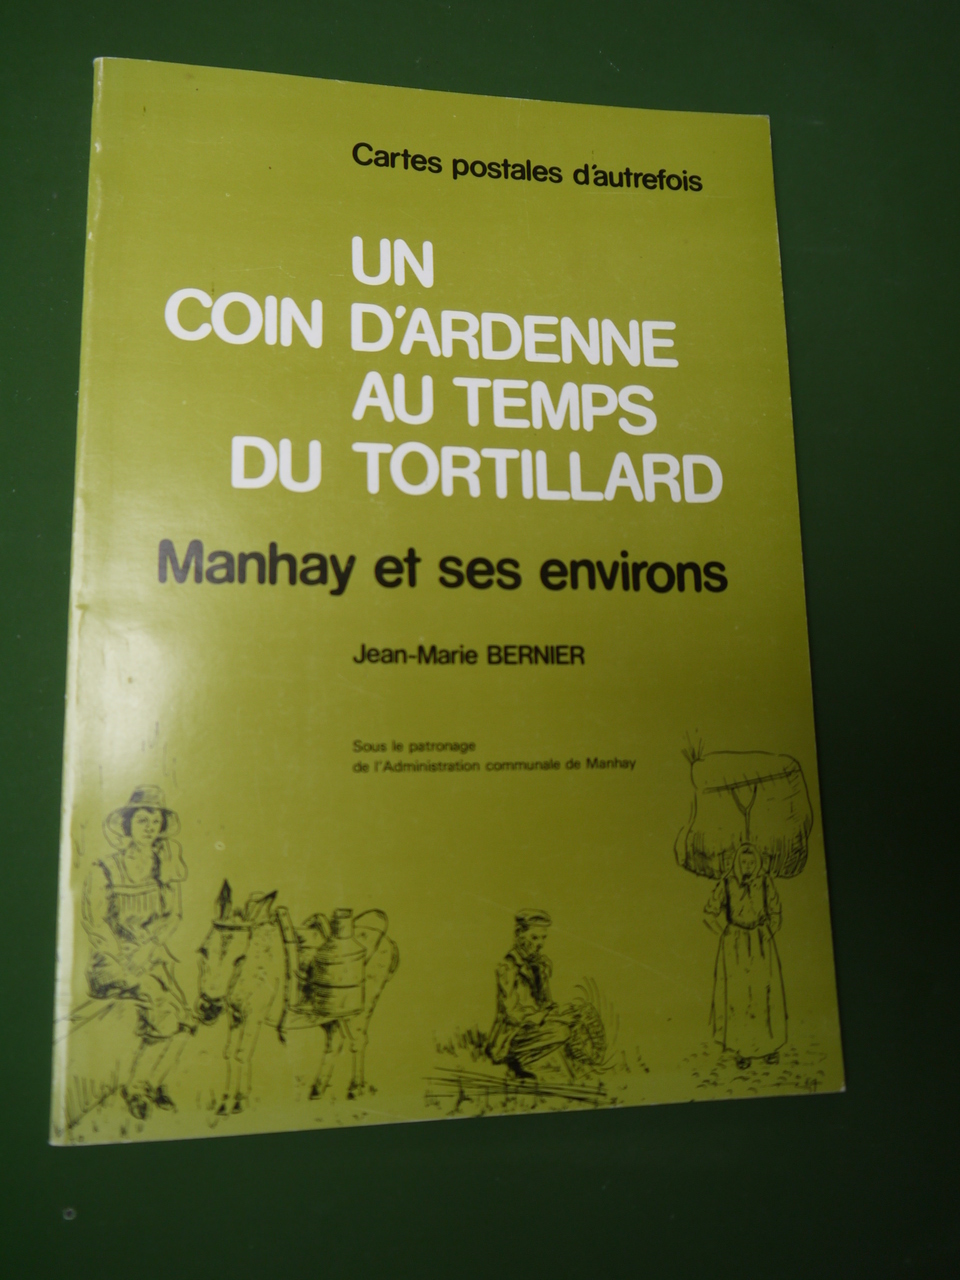 Cartes postales d'autrefois
UN
COIN D'ARDENNE
AU TEMPS
DU TORTILLARD
Manhay et ses environs
Jean-Marie BERNIER
Sous le patronage
de l'Administration communale de Manhay